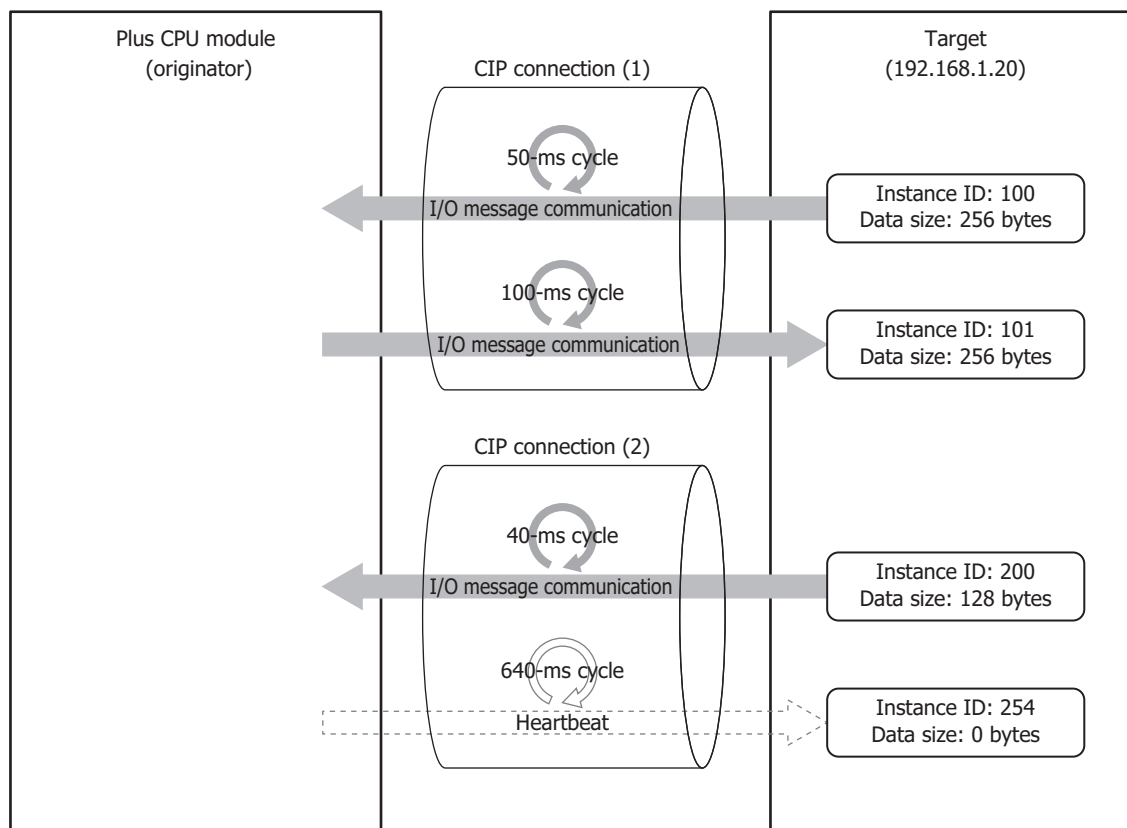 Plus CPU module
(originator)
Target
(192.168.1.20)
CIP connection (1)
50-ms cycle
I/O message communication
Instance ID: 100
Data size: 256 bytes
100-ms cycle
I/O message communication
Instance ID: 101
Data size: 256 bytes
CIP connection (2)
40-ms cycle
I/O message communication
Instance ID: 200
Data size: 128 bytes
640-ms cycle
Heartbeat
Instance ID: 254
Data size: 0 bytes